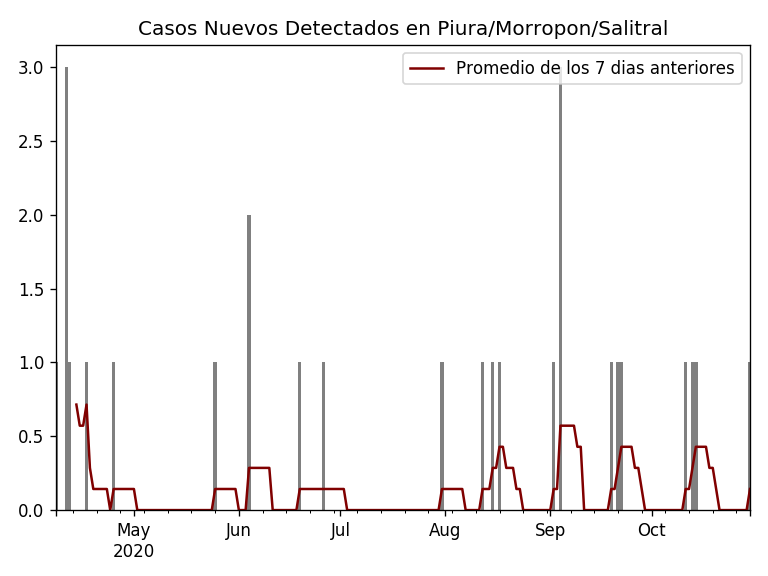 Casos Nuevos Detectados en Piura/Morropon/Salitral
Promedio de los 7 dias anteriores
3.0
2.5
2.0
1.5
1.0
0.5
0.0
May Jun Jul Aug Sep Oct
2020